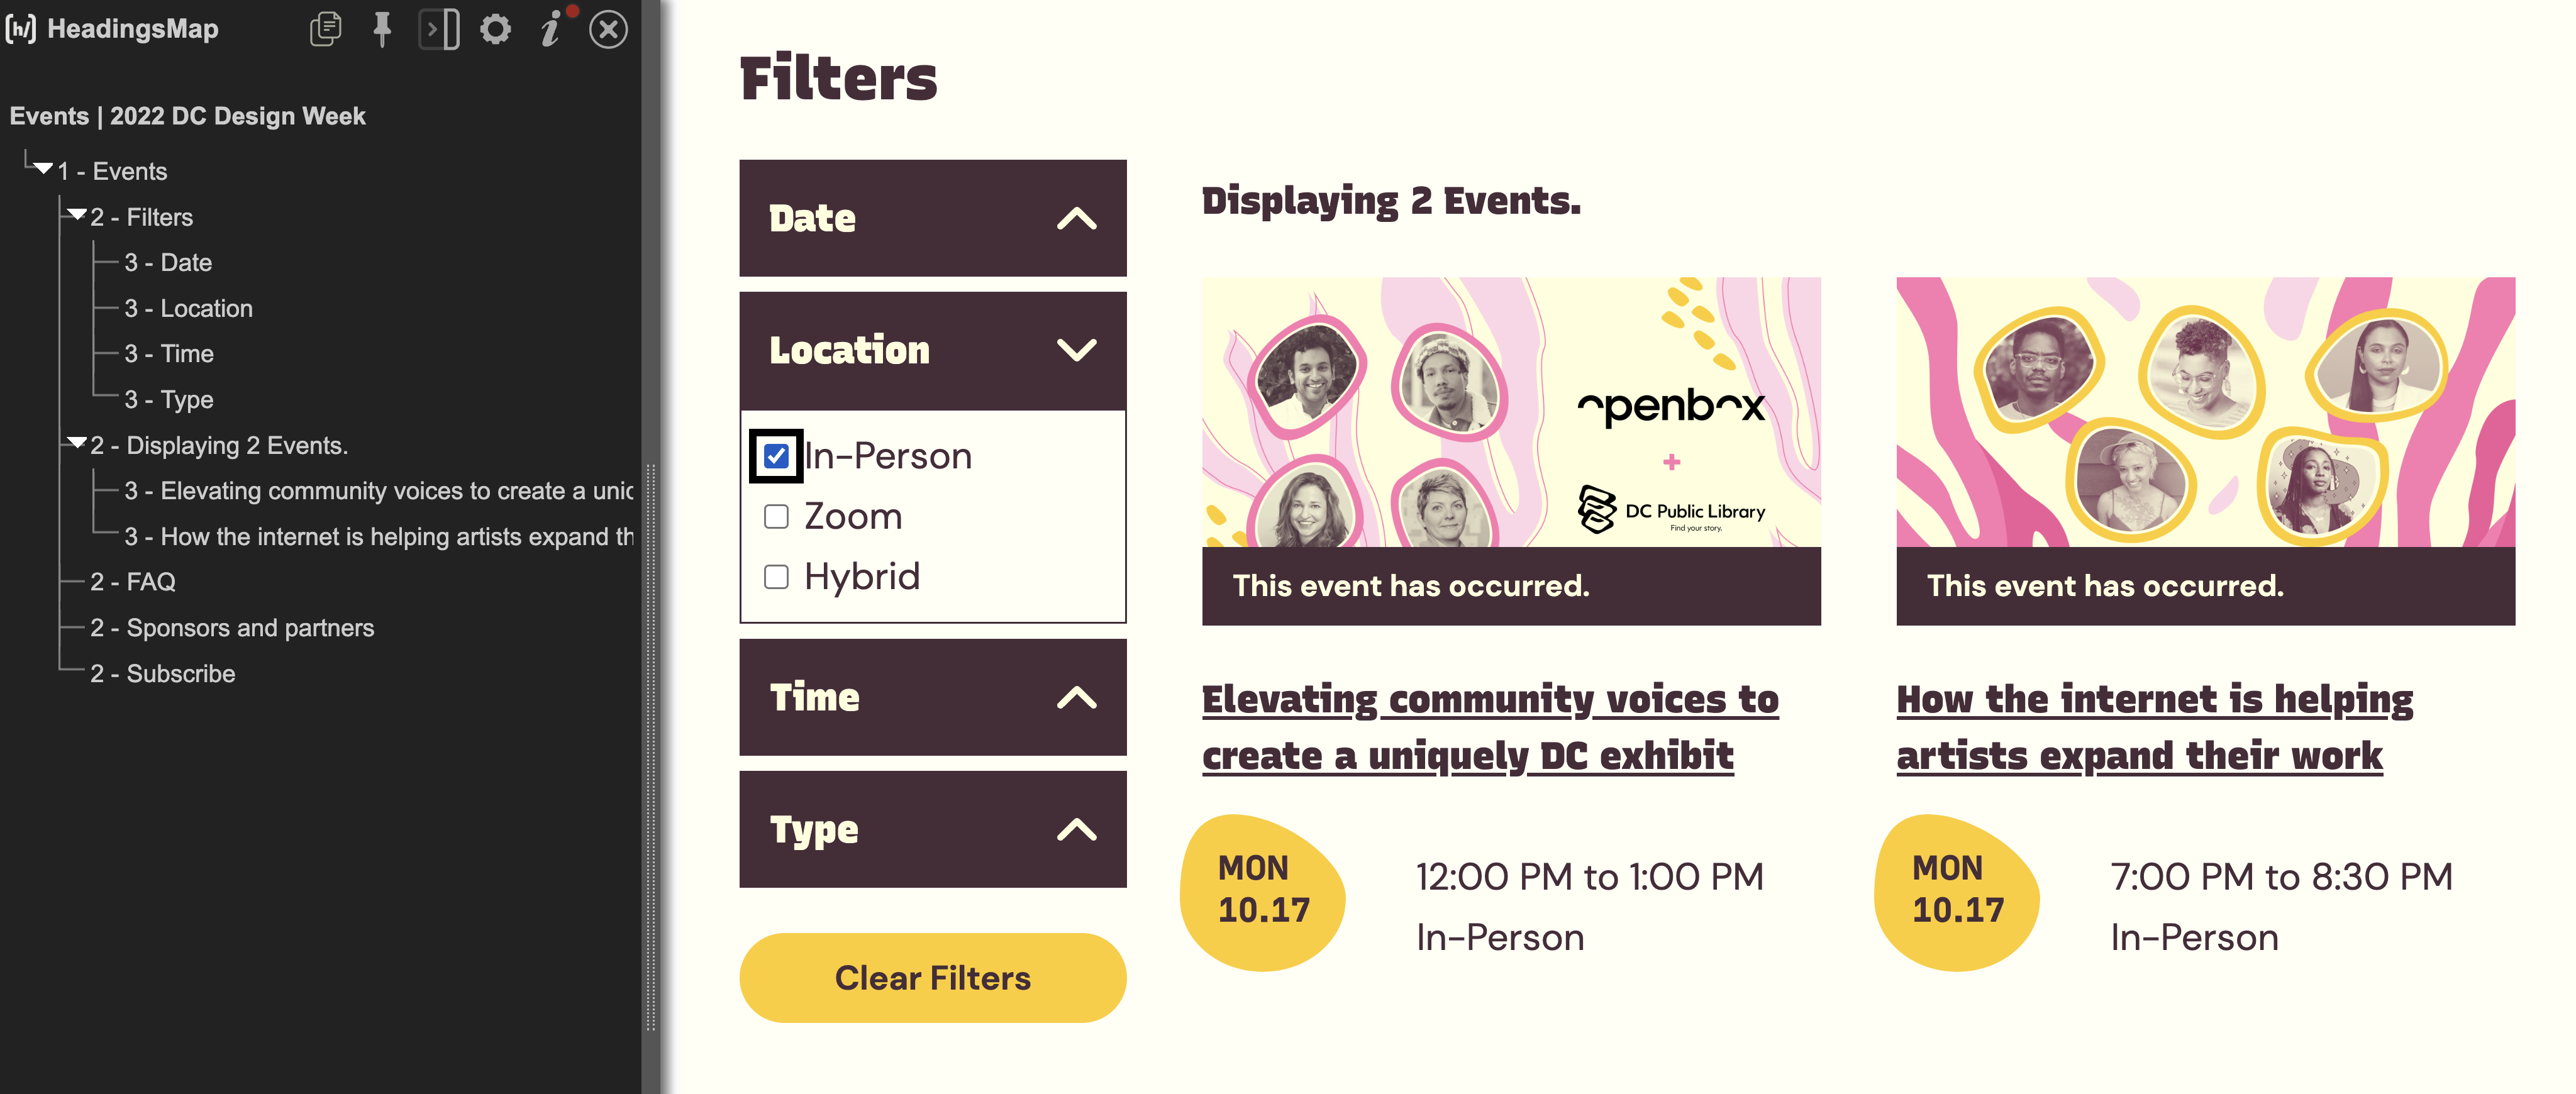 [h/] HeadingsMap
Events | 2022 DC Design Week
1 - Events
2 - Filters
3 - Date
3 - Location
3 - Time
3 - Type
2 - Displaying 2 Events.
3 - Elevating community voices to create a unic
3 - How the internet is helping artists expand th
2 - FAQ
2 - Sponsors and partners
2 - Subscribe
Filters
Date
Location
In-Person
Zoom
Hybrid
Time
Type
Clear Filters
Displaying 2 Events.
openbox
+
DC Public Library
Find your story.
This event has occurred.
Elevating community voices to
create a uniquely DC exhibit
MON
10.17
12:00 PM to 1:00 PM
In-Person
This event has occurred.
How the internet is helping
artists expand their work
MON
10.17
7:00 PM to 8:30 PM
In-Person